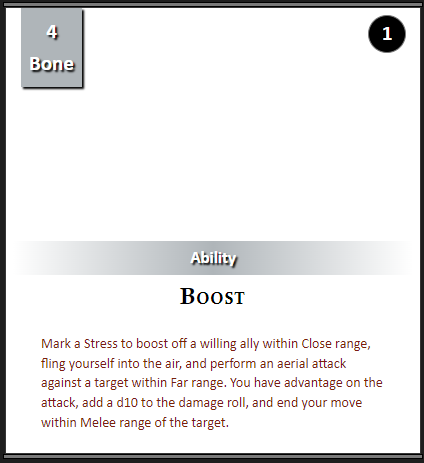 4
1
Bone
Ability
Boost
Mark a Stress to boost off a willing ally within Close range,
fling yourself into the air, and perform an aerial attack
against a target within Far range. You have advantage on the
attack, add a d10 to the damage roll, and end your move
within Melee range of the target.